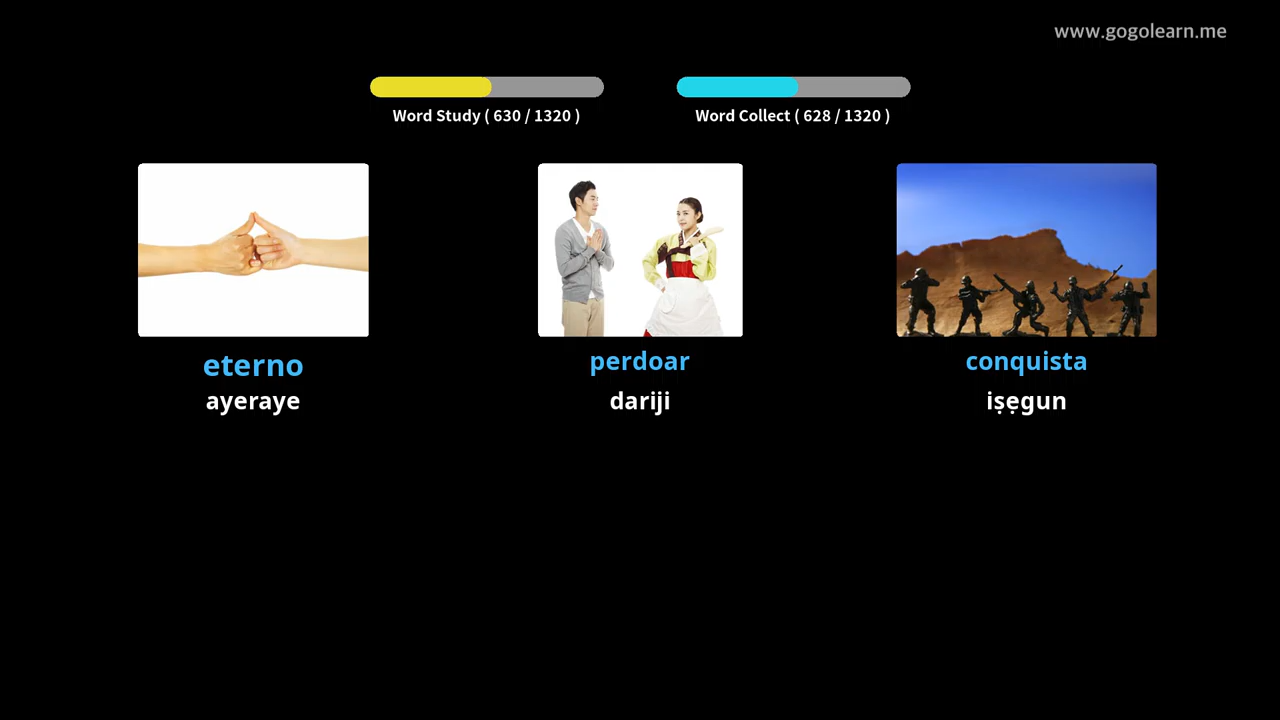 www.gogolearn.me
Word Study ( 630 / 1320 )
Word Collect ( 628 / 1320 )
eterno
ayeraye
perdoar
dariji
conquista
iṣẹgun